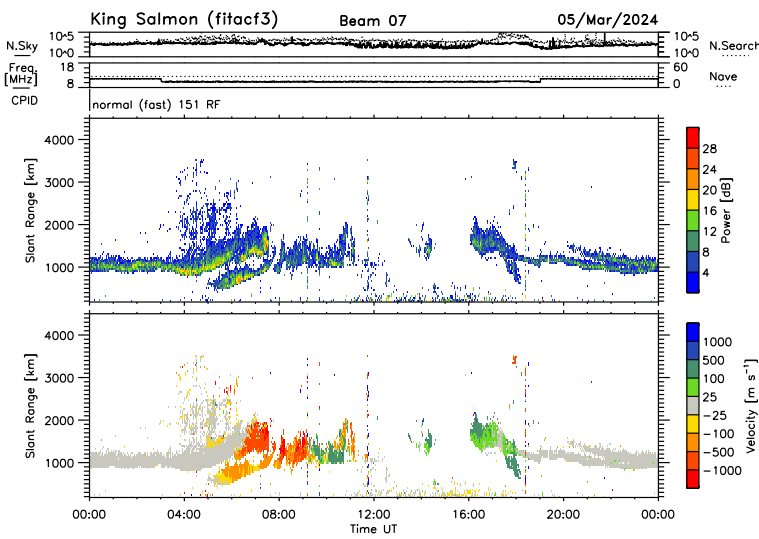 King Salmon (fitacf3) Beam 07 05/Mar/2024
N.Sky 10^5 10^0 10^5 10^0 N.Search
Freq. [MHz] 18 8 60 0 Nave
CPID normal (fast) 151 RF
Slant Range [km] 4000 3000 2000 1000
28 24 20 16 12 8 4 Power [dB]
Slant Range [km] 4000 3000 2000 1000
1000 500 100 25 -25 -100 -500 -1000 Velocity [m s^-1]
00:00 04:00 08:00 12:00 16:00 20:00 00:00
Time UT